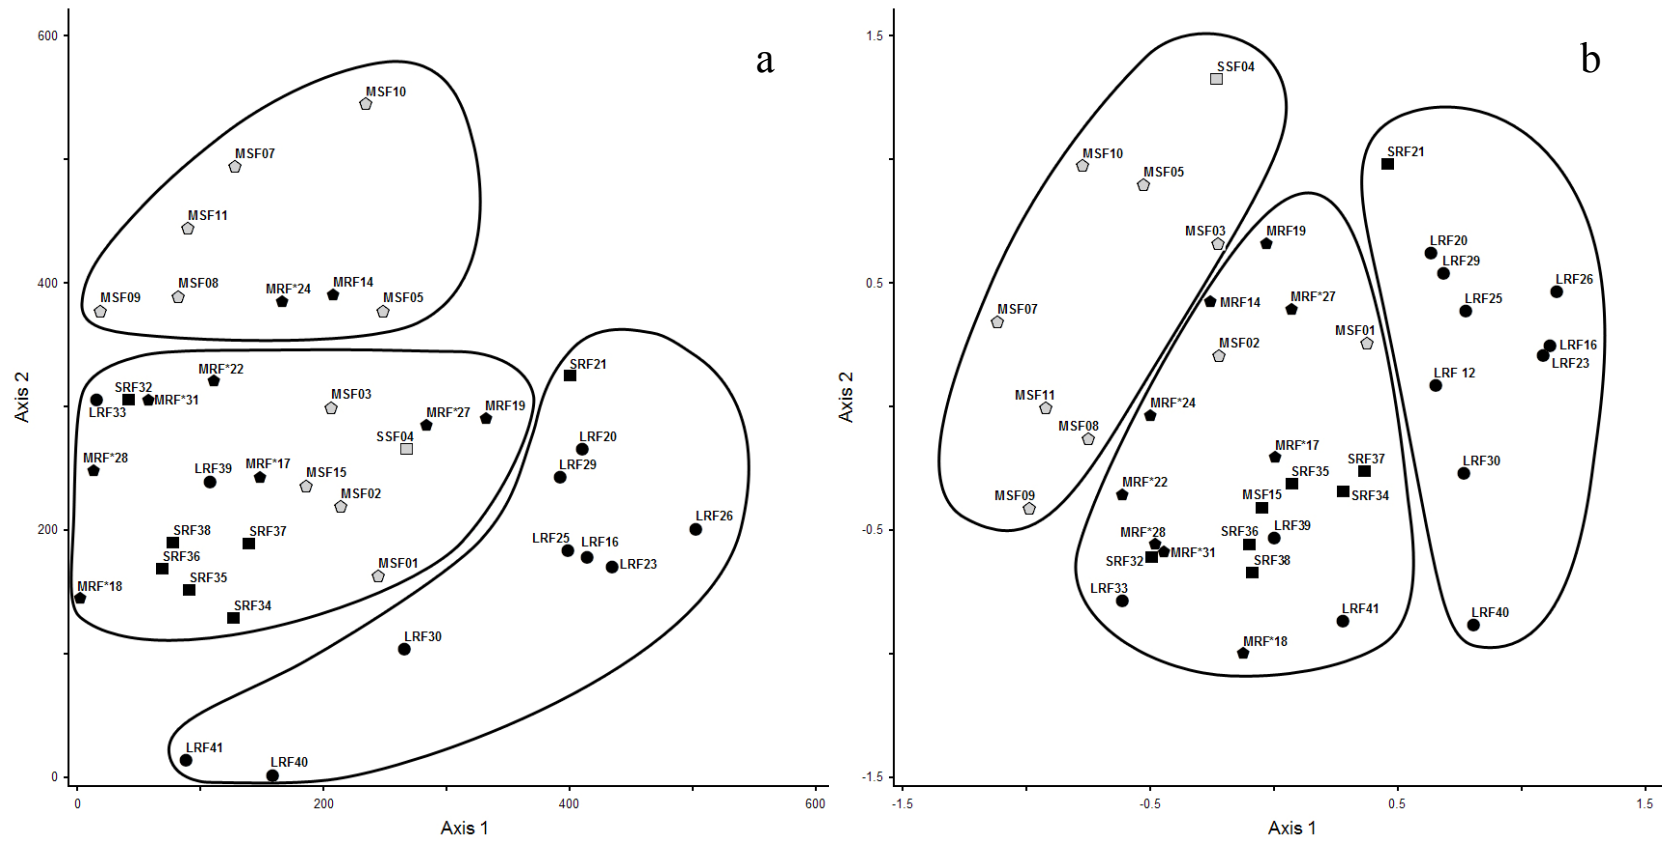 a
600
MSF10
MSF07
MSF11
MSF08
MRF*24
MRF14
MSF09
MSF05
400
SRF21
MRF*22
SRF32
MRF*31
LRF33
MSF03
MRF*27
MRF19
SSF04
LRF20
MRF*28
LRF39
MRF*17
MSF15
LRF29
MSF02
LRF26
200
SRF38
SRF37
LRF25
LRF16
SRF36
MSF01
LRF23
MRF*18
SRF35
SRF34
LRF30
LRF41
LRF40
0
0
200
400
600
Axis 1
Axis 2
b
1.5
SSF04
MSF10
MSF05
SRF21
MSF03
MRF19
LRF20
LRF29
LRF26
0.5
MRF14
MRF*27
LRF25
MSF07
MSF02
MSF01
LRF16
LRF23
LRF 12
MSF11
MRF*24
MSF08
MRF*17
SRF37
LRF30
SRF35
MRF*22
MSF15
SRF34
MSF09
-0.5
MRF*28
SRF36
LRF39
SRF32
MRF*31
SRF38
LRF33
LRF41
LRF40
MRF*18
-1.5
-1.5
-0.5
0.5
1.5
Axis 1
Axis 2